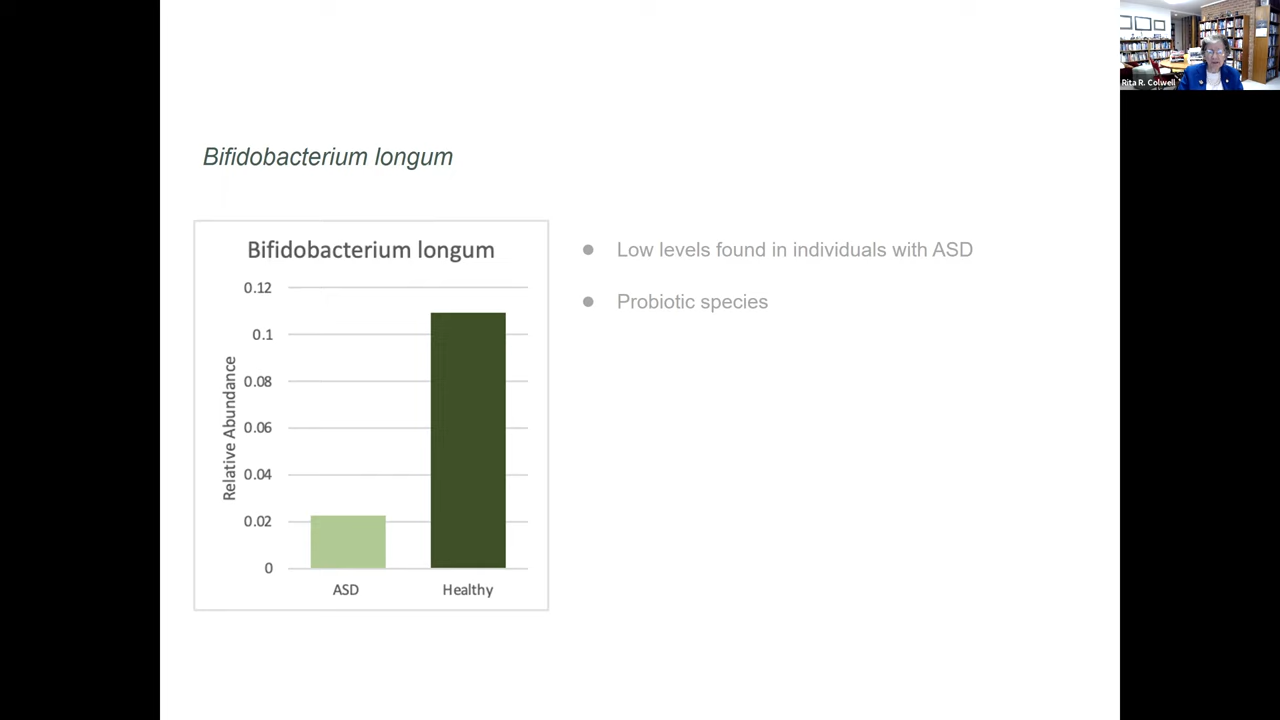 Rita R. Colwell
Bifidobacterium longum
Bifidobacterium longum
0.12
0.1
0.08
0.06
0.04
0.02
0
Relative Abundance
ASD
Healthy
● Low levels found in individuals with ASD
● Probiotic species